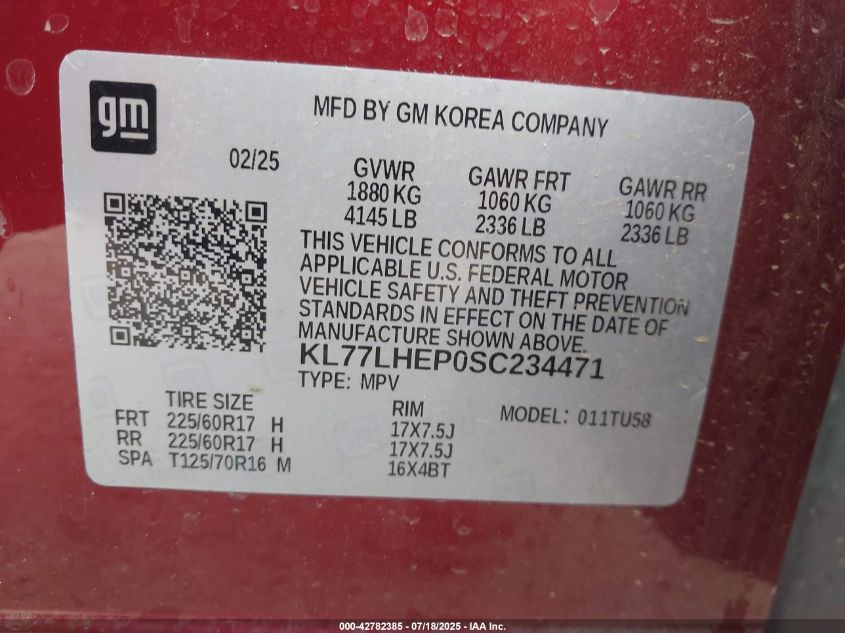 gm
MFD BY GM KOREA COMPANY
02/25
GVWR
1880 KG
4145 LB
GAWR FRT
1060 KG
2336 LB
GAWR RR
1060 KG
2336 LB
THIS VEHICLE CONFORMS TO ALL
APPLICABLE U.S. FEDERAL MOTOR
VEHICLE SAFETY AND THEFT PREVENTION
STANDARDS IN EFFECT ON THE DATE OF
MANUFACTURE SHOWN ABOVE.
KL77LHEP0SC234471
TYPE: MPV
TIRE SIZE RIM MODEL: 011TU58
FRT 225/60R17 H 17X7.5J
RR 225/60R17 H 17X7.5J
SPA T125/70R16 M 16X4BT
000-42782385 - 07/18/2025 - IAA Inc.